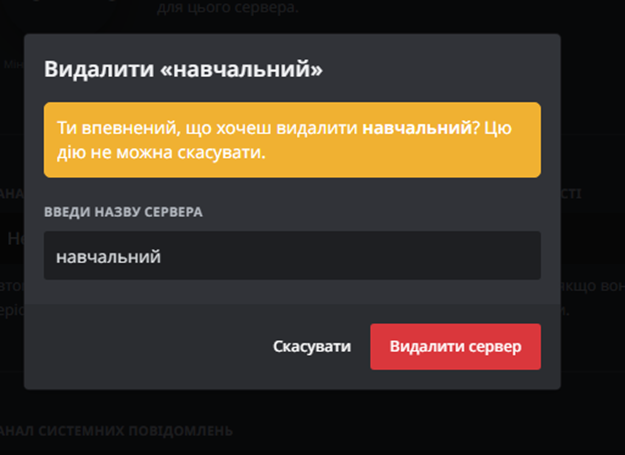 для цього сервера.
Видалити «навчальний»
Ти впевнений, що хочеш видалити навчальний? Цю
дію не можна скасувати.
ВВЕДИ НАЗВУ СЕРВЕРА
навчальний
Скасувати
Видалити сервер
АНАЛ СИСТЕМНИХ ПОВІДОМЛЕНЬ